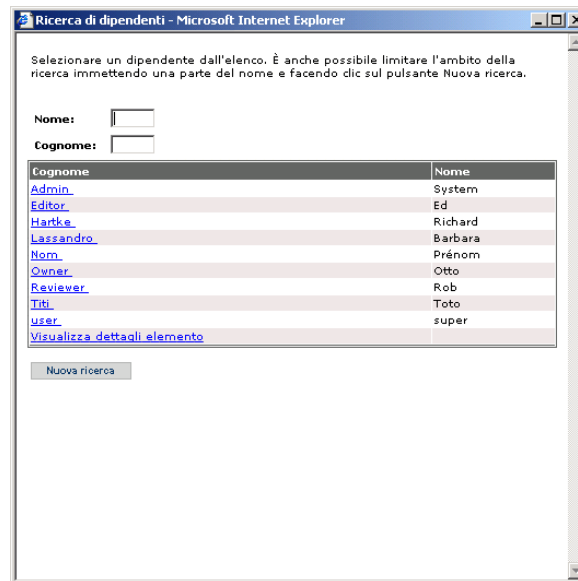 Ricerca di dipendenti - Microsoft Internet Explorer
Selezionare un dipendente dall'elenco. È anche possibile limitare l'ambito della
ricerca immettendo una parte del nome e facendo clic sul pulsante Nuova ricerca.
Nome:
Cognome:
Cognome Nome
Admin System
Editor Ed
Hartke Richard
Lassandro Barbara
Nom Prénom
Owner Otto
Reviewer Rob
Titi Toto
user super
Visualizza dettagli elemento
Nuova ricerca